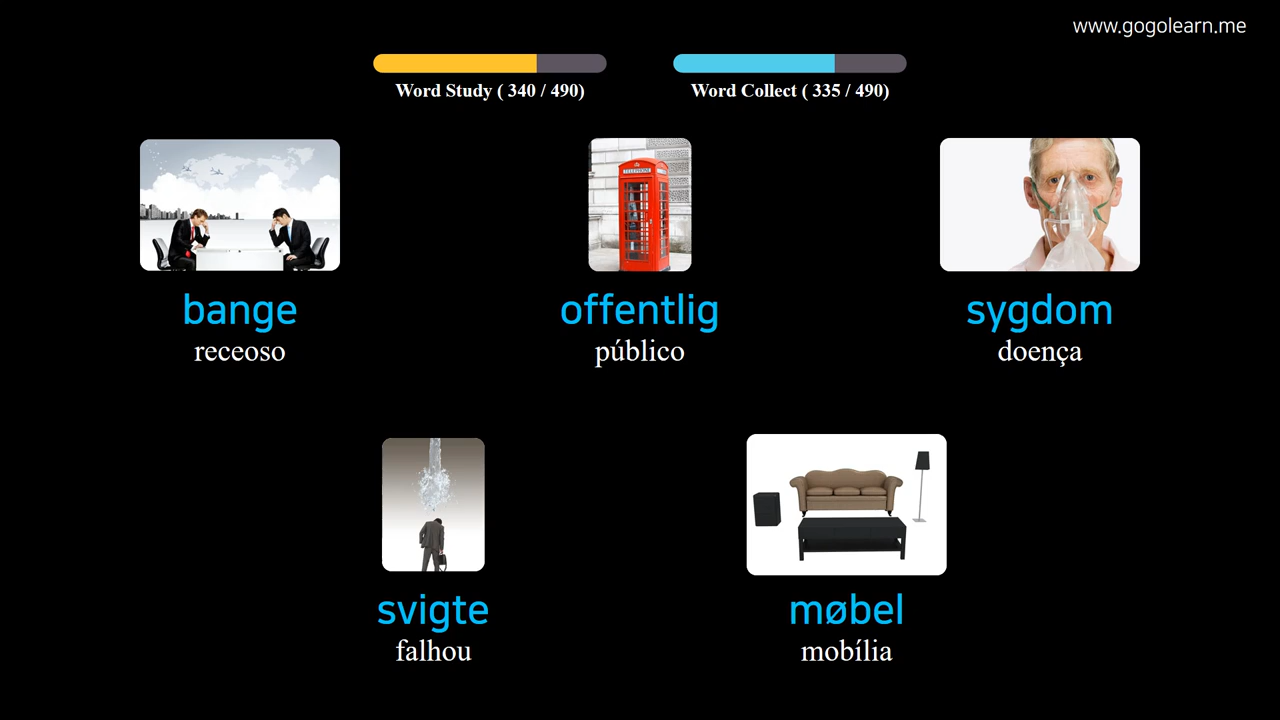 www.gogolearn.me
Word Study ( 340 / 490)
Word Collect ( 335 / 490)
TELEPHONE
bange
receoso
offentlig
público
sygdom
doença
svigte
falhou
møbel
mobília